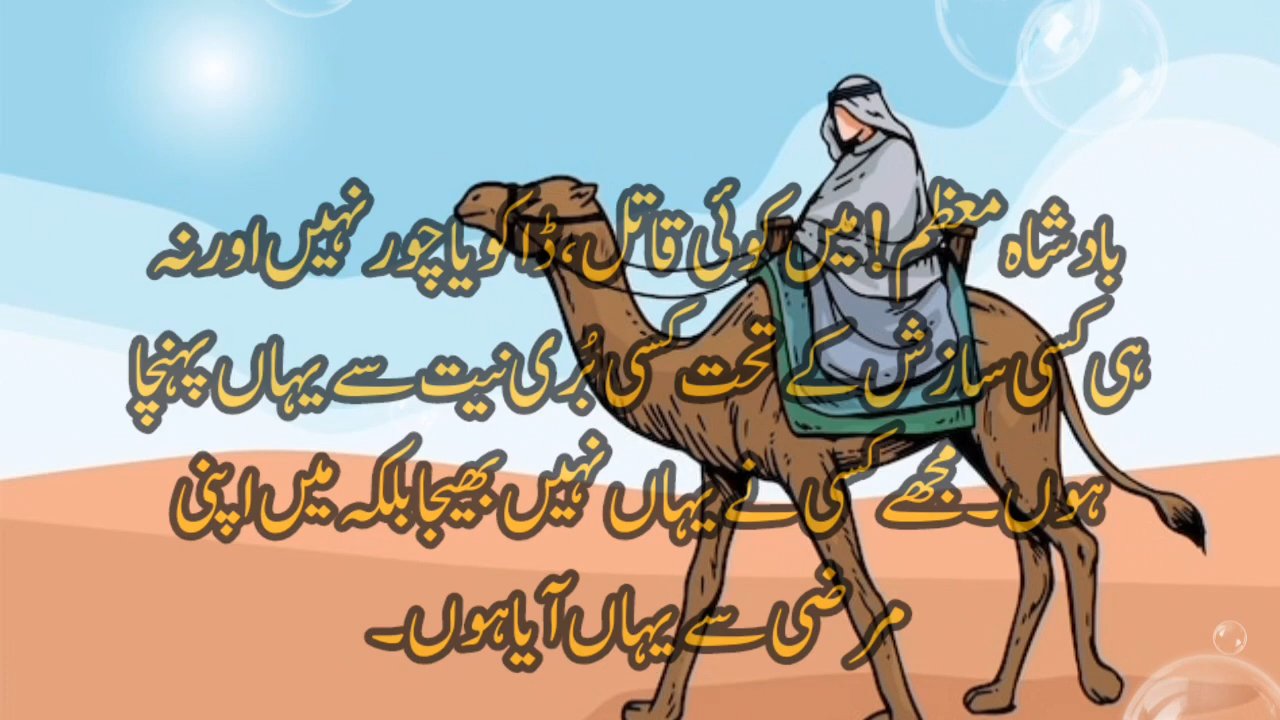 بادشاہ معظم! میں کوئی قاتل، ڈاکو یا چور نہیں اور نہ
ہی کسی سازش کے تحت کسی بُری نیت سے یہاں پہنچا
ہوں۔ مجھے کسی نے یہاں نہیں بھیجا بلکہ میں اپنی
مرضی سے یہاں آیا ہوں۔